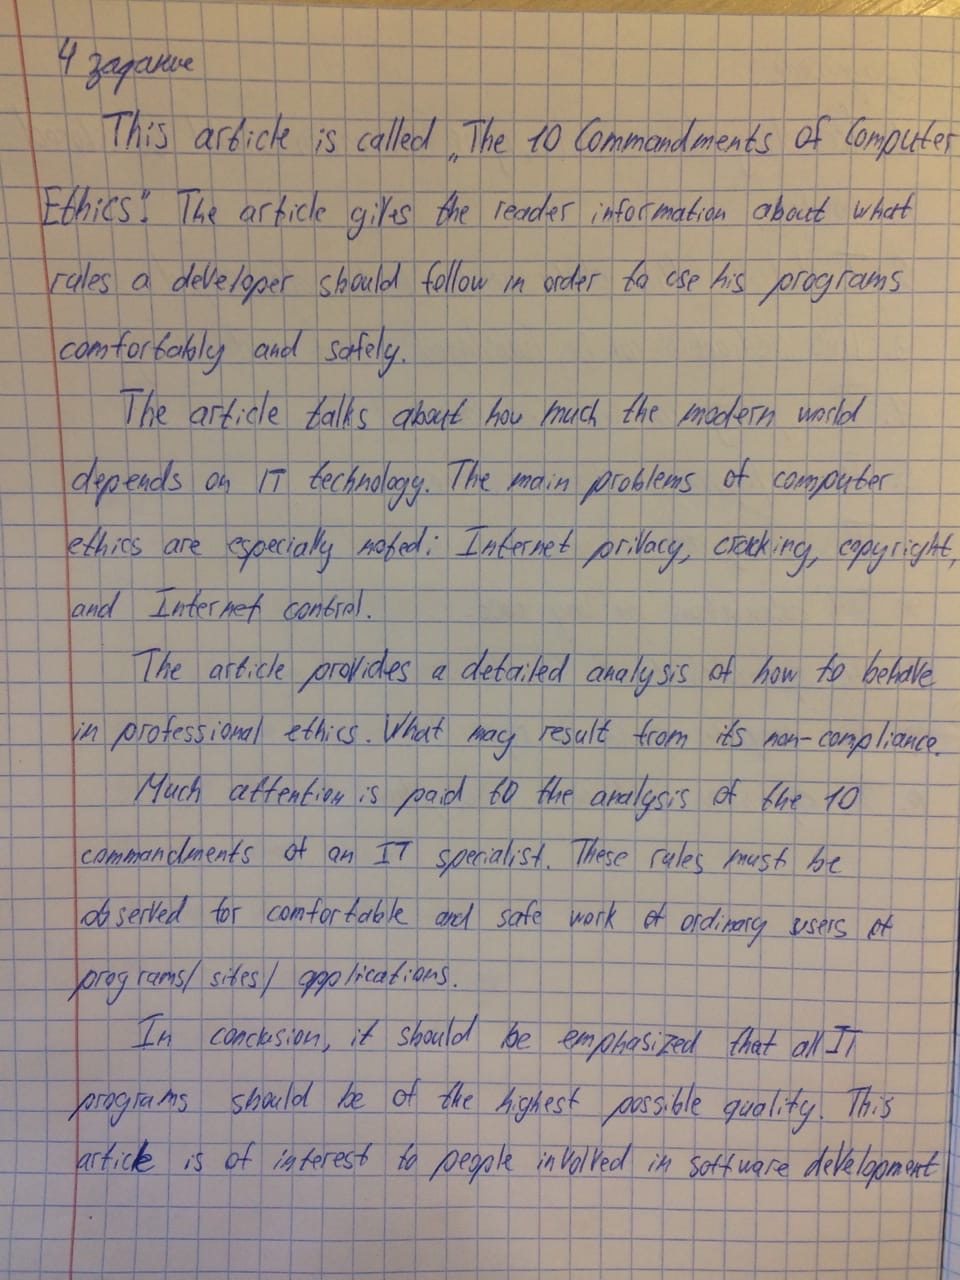 4 задание
This article is called „The 10 Commandments of Computer
Ethics". The article gives the reader information about what
rules a developer should follow in order to use his programs
comfortably and safely.
The article talks about how much the modern world
depends on IT technology. The main problems of computer
ethics are especially noted: Internet privacy, cracking, copyright,
and Internet control.
The article provides a detailed analysis of how to behave
in professional ethics. What may result from its non-compliance.
Much attention is paid to the analysis of the 10
commandments of an IT specialist. These rules must be
observed for comfortable and safe work of ordinary users of
programs/ sites/ applications.
In conclusion, it should be emphasized that all IT
programs should be of the highest possible quality. This
article is of interest to people involved in software development